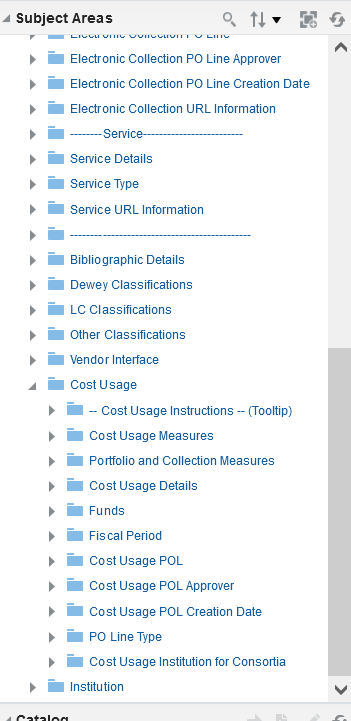 Subject Areas
Electronic Collection PO Line
Electronic Collection PO Line Approver
Electronic Collection PO Line Creation Date
Electronic Collection URL Information
--------Service-------------------------
Service Details
Service Type
Service URL Information
---------------------------------------------
Bibliographic Details
Dewey Classifications
LC Classifications
Other Classifications
Vendor Interface
Cost Usage
-- Cost Usage Instructions -- (Tooltip)
Cost Usage Measures
Portfolio and Collection Measures
Cost Usage Details
Funds
Fiscal Period
Cost Usage POL
Cost Usage POL Approver
Cost Usage POL Creation Date
PO Line Type
Cost Usage Institution for Consortia
Institution
Catalog